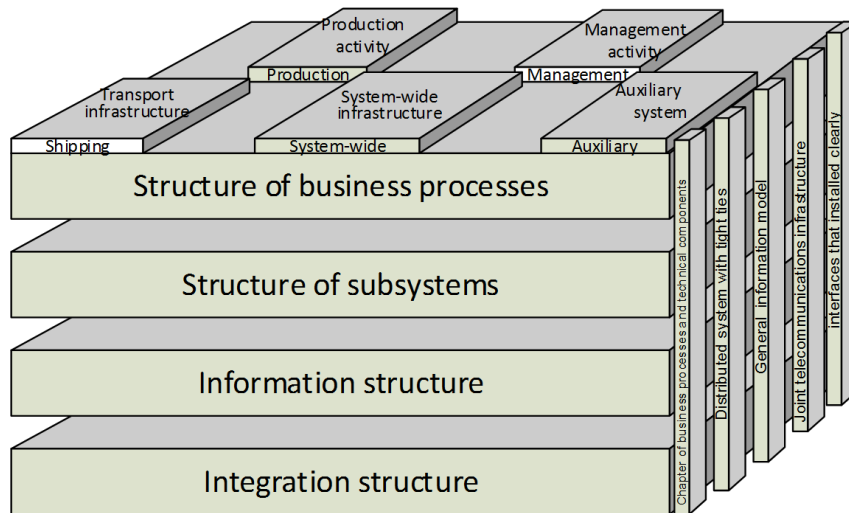 Production
activity
Management
activity
Production
Management
Transport
infrastructure
System-wide
infrastructure
Auxiliary
system
Shipping
System-wide
Auxiliary
Structure of business processes
Structure of subsystems
Information structure
Integration structure
Chapter of business processes and technical components
Distributed system with tight ties
General information model
Joint telecommunications infrastructure
interfaces that installed clearly